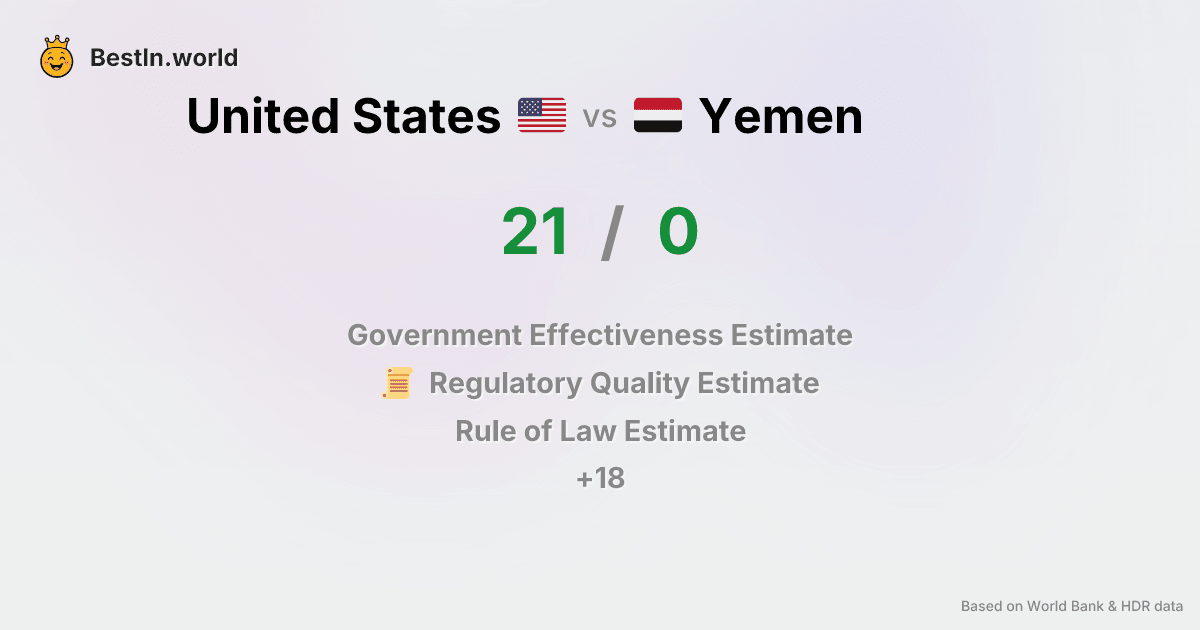 BestIn.world
United States vs Yemen
21 / 0
Government Effectiveness Estimate
Regulatory Quality Estimate
Rule of Law Estimate
+18
Based on World Bank & HDR data